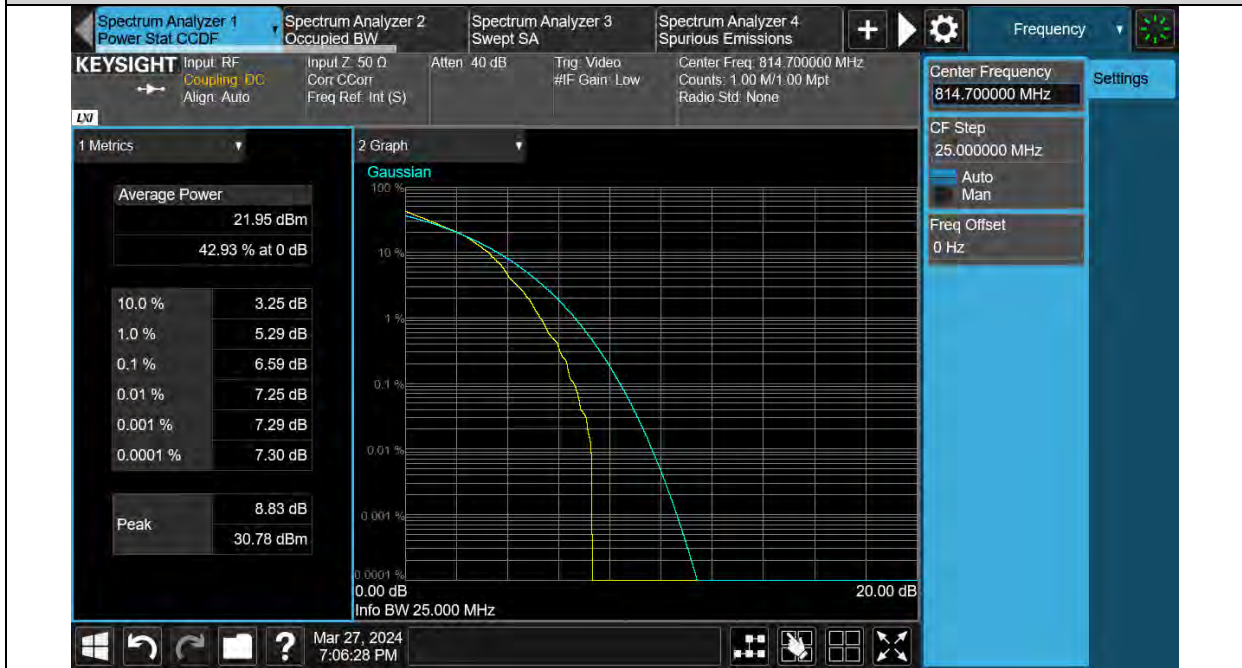 Spectrum Analyzer 1
Power Stat CCDF
Spectrum Analyzer 2
Occupied BW
Spectrum Analyzer 3
Swept SA
Spectrum Analyzer 4
Spurious Emissions
Frequency
KEYSIGHT
Input: RF
Coupling: DC
Align: Auto
Input Z: 50 Ω
Corr CCorr
Freq Ref: Int (S)
Atten: 40 dB
Trig: Video
#IF Gain: Low
Center Freq: 814.700000 MHz
Counts: 1.00 M/1.00 Mpt
Radio Std: None
LXI
Center Frequency
814.700000 MHz
Settings
CF Step
25.000000 MHz
Auto
Man
Freq Offset
0 Hz
1 Metrics
Average Power
21.95 dBm
42.93 % at 0 dB
10.0 % 3.25 dB
1.0 % 5.29 dB
0.1 % 6.59 dB
0.01 % 7.25 dB
0.001 % 7.29 dB
0.0001 % 7.30 dB
Peak
8.83 dB
30.78 dBm
2 Graph
Gaussian
100 %
10 %
1 %
0.1 %
0.01 %
0.001 %
0.0001 %
0.00 dB
20.00 dB
Info BW 25.000 MHz
?
Mar 27, 2024
7:06:28 PM